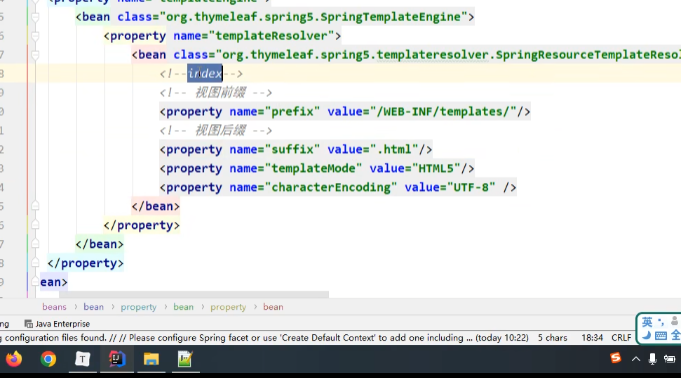 <property name="templateEngine">
<bean class="org.thymeleaf.spring5.SpringTemplateEngine">
<property name="templateResolver">
<bean class="org.thymeleaf.spring5.templateresolver.SpringResourceTemplateResol
<!--index-->
<!-- 视图前缀 -->
<property name="prefix" value="/WEB-INF/templates/"/>
<!-- 视图后缀 -->
<property name="suffix" value=".html"/>
<property name="templateMode" value="HTML5"/>
<property name="characterEncoding" value="UTF-8" />
</bean>
</property>
</bean>
</property>
ean>
beans › bean › property › bean › property › bean
ng Java Enterprise
g configuration files found. // // Please configure Spring facet or use 'Create Default Context' to add one including ... (today 10:22) 5 chars 18:34 CRLF
英 全